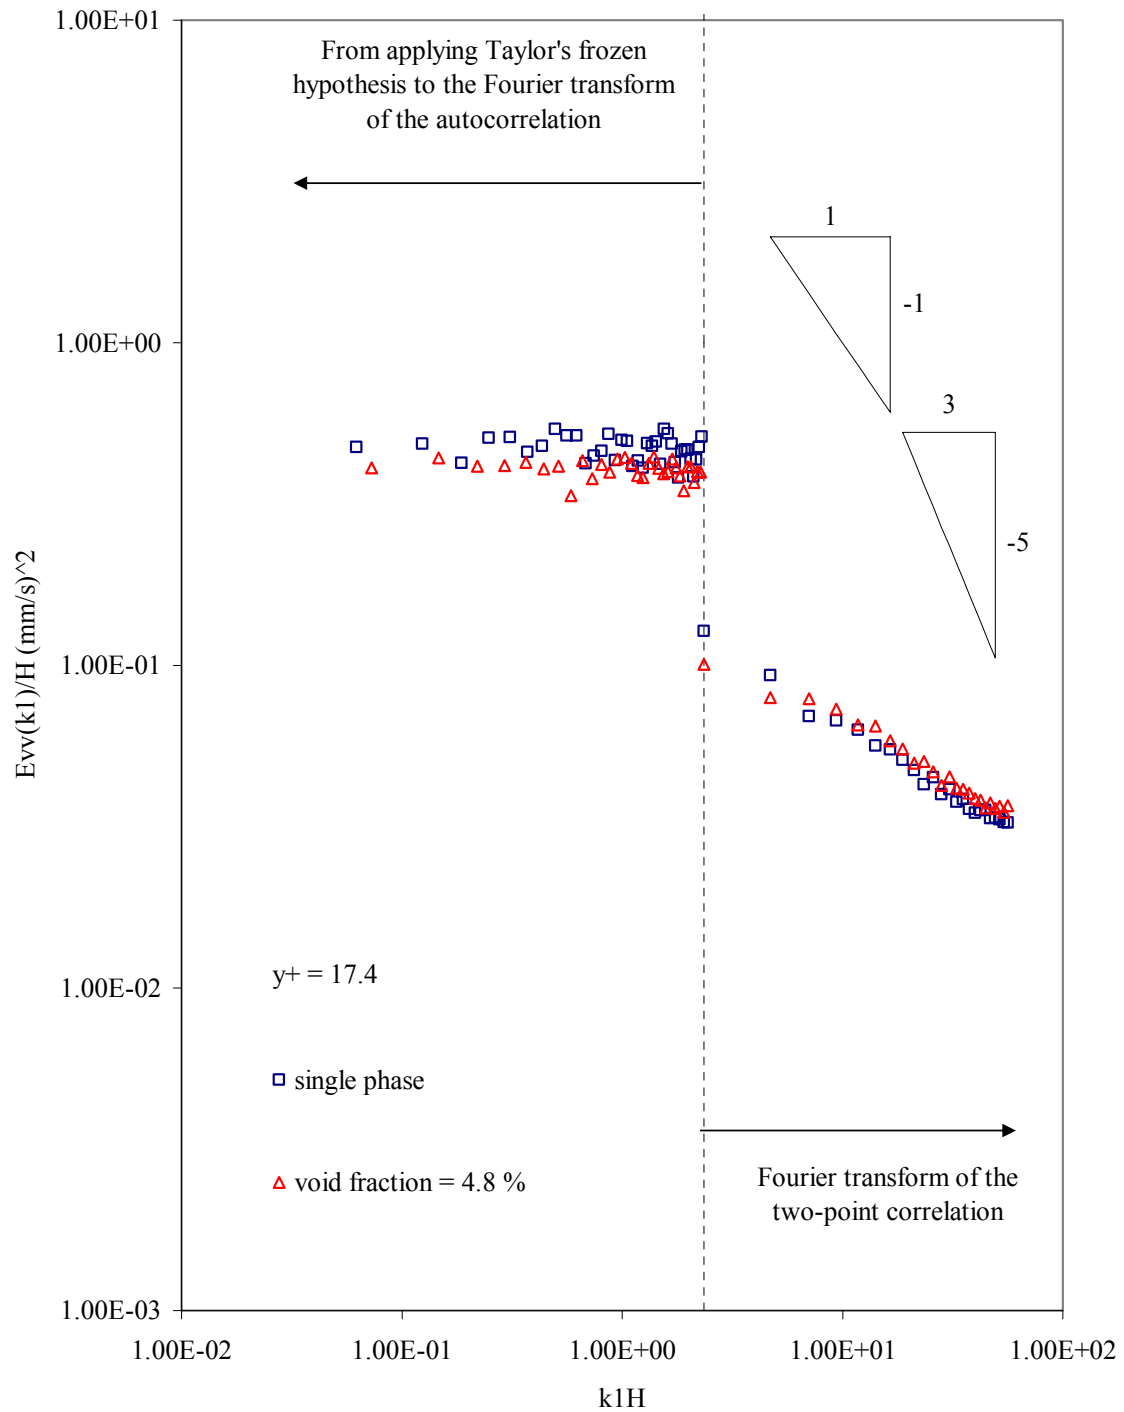 1.00E+01
From applying Taylor's frozen
hypothesis to the Fourier transform
of the autocorrelation
1
-1
1.00E+00
3
-5
Evv(k1)/H (mm/s)^2
1.00E-01
y+ = 17.4
1.00E-02
single phase
void fraction = 4.8 %
Fourier transform of the
two-point correlation
1.00E-03
1.00E-02 1.00E-01 1.00E+00 1.00E+01 1.00E+02
k1H